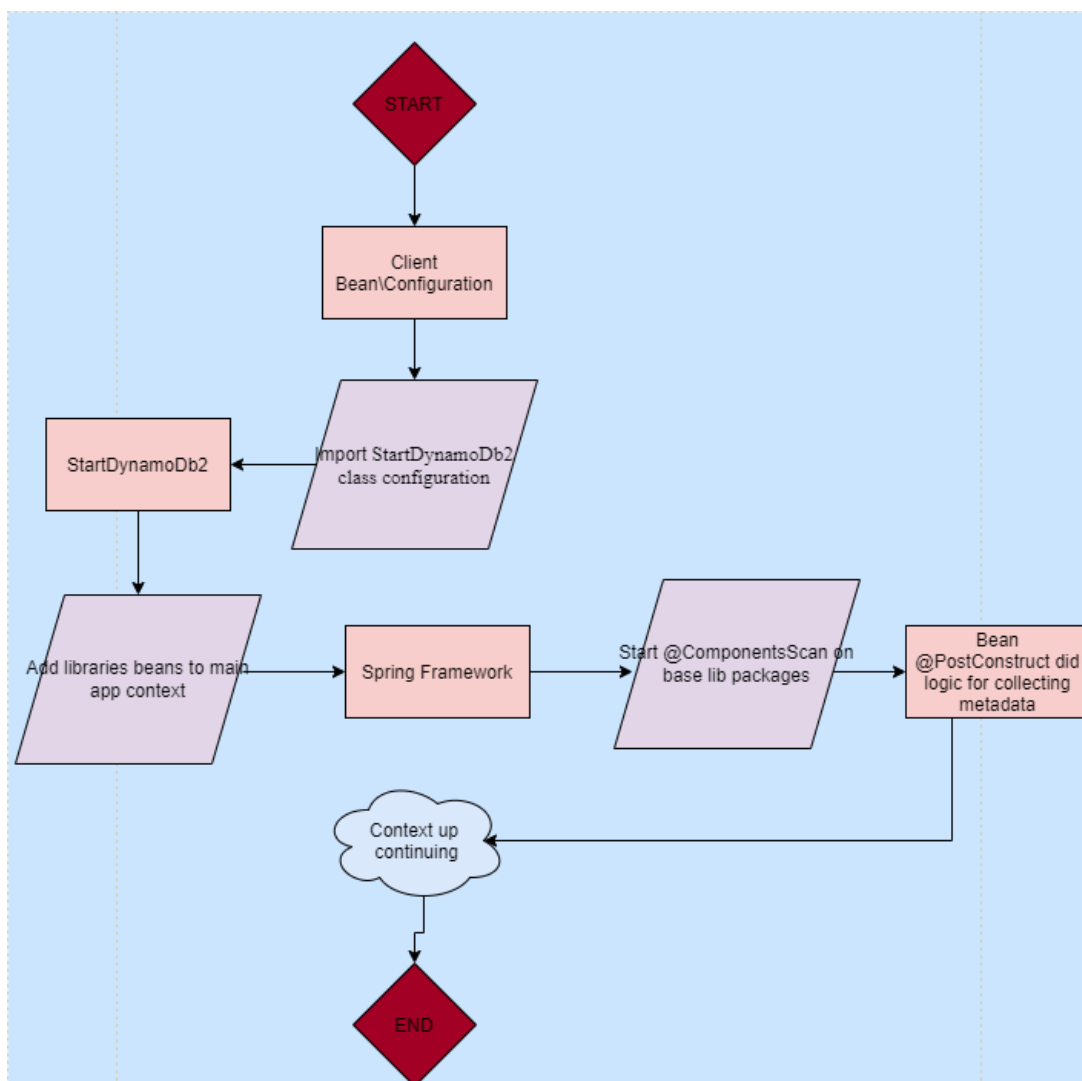 START
Client
Bean\Configuration
Import StartDynamoDb2
class configuration
StartDynamoDb2
Add libraries beans to main
app context
Spring Framework
Start @ComponentsScan on
base lib packages
Bean
@PostConstruct did
logic for collecting
metadata
Context up
continuing
END